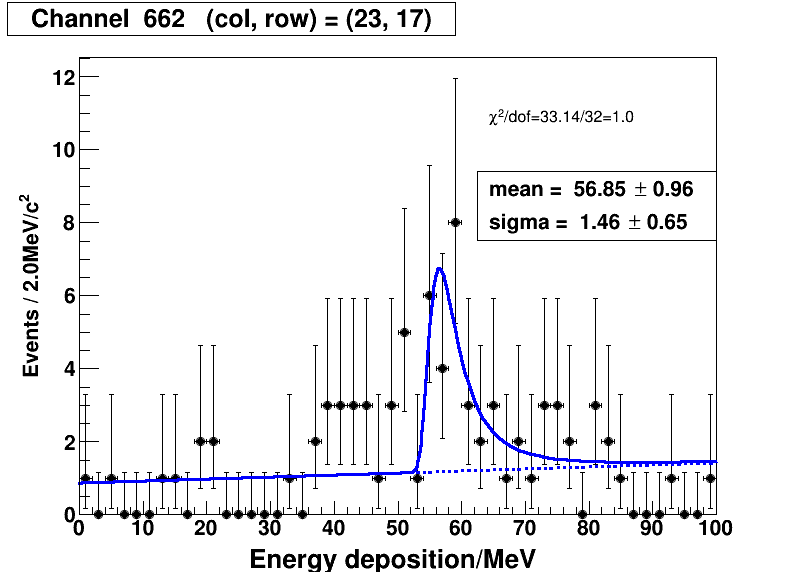 Channel 662 (col, row) = (23, 17)
χ²/dof=33.14/32=1.0
mean = 56.85 ± 0.96
sigma = 1.46 ± 0.65
Events / 2.0MeV/c²
12
10
8
6
4
2
0
0 10 20 30 40 50 60 70 80 90 100
Energy deposition/MeV